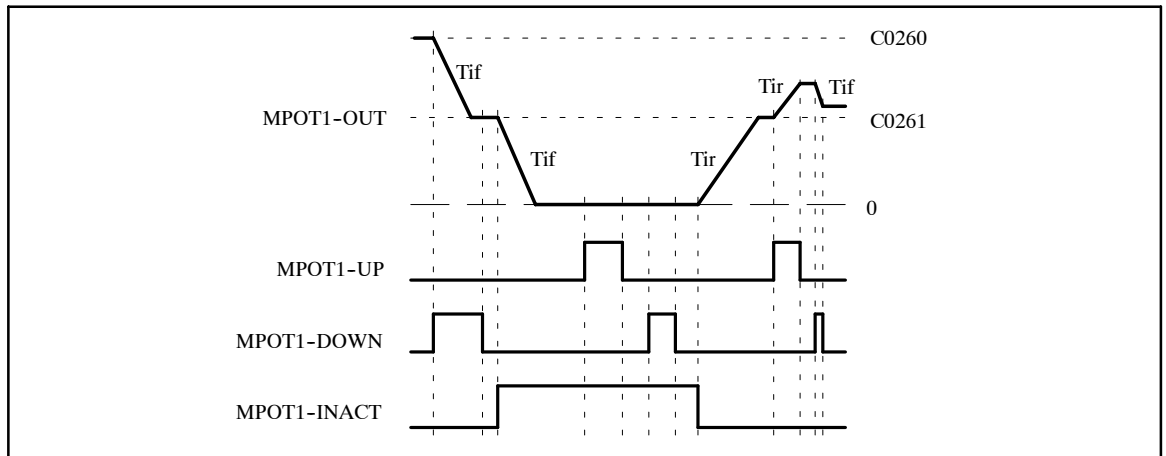 C0260
Tif
Tir
Tif
MPOT1-OUT
C0261
Tif
Tir
0
MPOT1-UP
MPOT1-DOWN
MPOT1-INACT